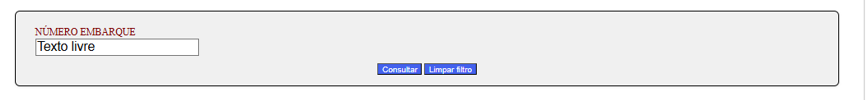 NÚMERO EMBARQUE
Texto livre
Consultar Limpar filtro